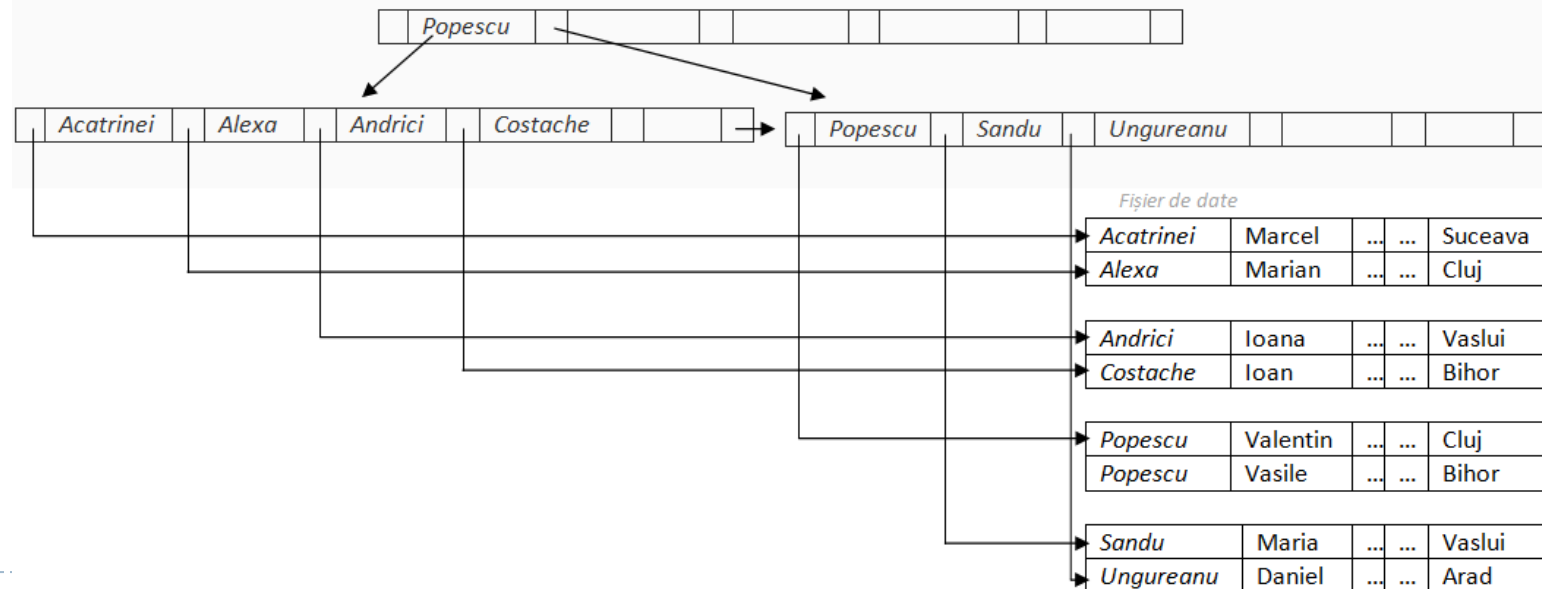 Popescu
Acatrinei Alexa Andrici Costache
Popescu Sandu Ungureanu
Fișier de date
Acatrinei Marcel ... ... Suceava
Alexa Marian ... ... Cluj
Andrici Ioana ... ... Vaslui
Costache Ioan ... ... Bihor
Popescu Valentin ... ... Cluj
Popescu Vasile ... ... Bihor
Sandu Maria ... ... Vaslui
Ungureanu Daniel ... ... Arad